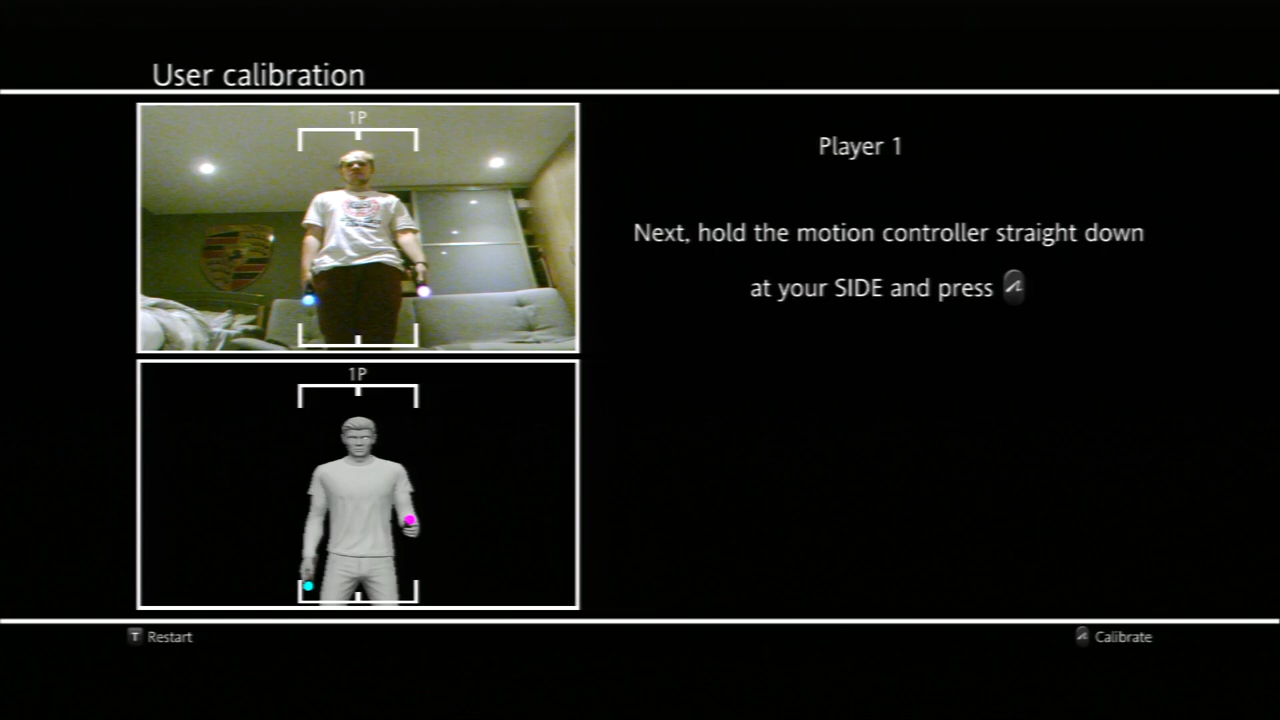 User calibration
1P
Player 1
Next, hold the motion controller straight down
at your SIDE and press
1P
T Restart
Calibrate